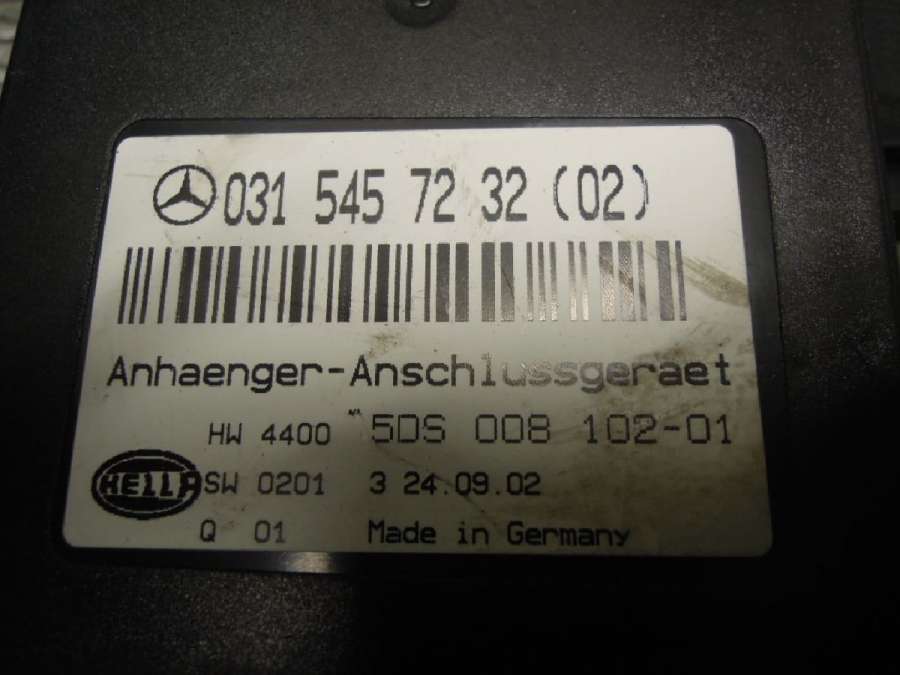 031 545 72 32 (02)
Anhaenger-Anschlussgeraet
HW 4400 5DS 008 102-01
HELLA SW 0201 3 24.09.02
Q 01 Made in Germany